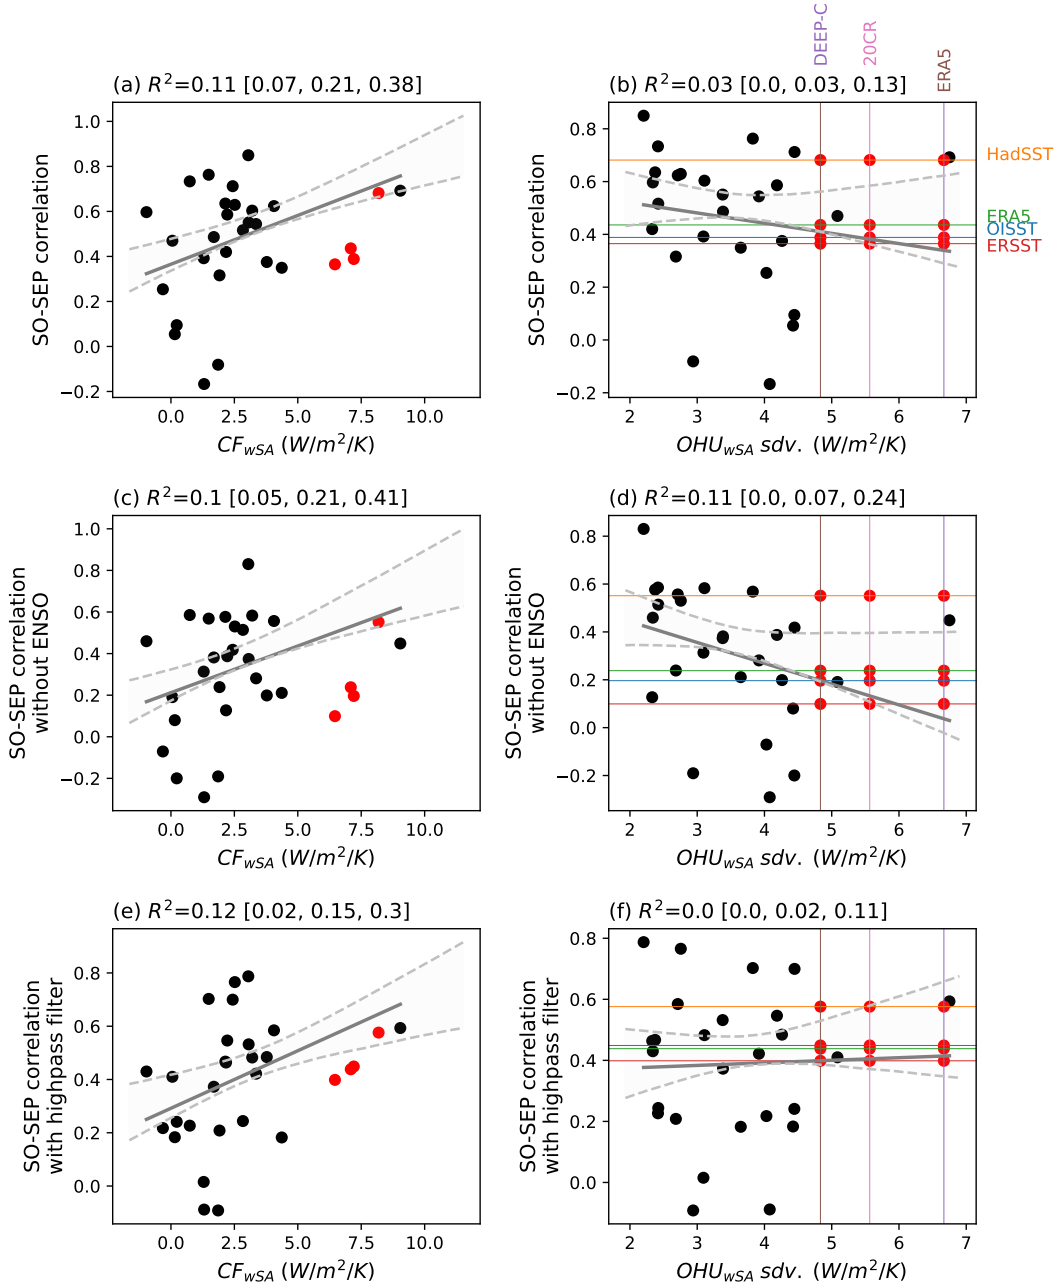 DEEP-C
20CR
ERA5
(a) R²=0.11 [0.07, 0.21, 0.38]
1.0
0.8
0.6
0.4
0.2
0.0
−0.2
SO-SEP correlation
0.0 2.5 5.0 7.5 10.0
CF_wSA (W/m²/K)
(b) R²=0.03 [0.0, 0.03, 0.13]
0.8
0.6
0.4
0.2
0.0
−0.2
SO-SEP correlation
2 3 4 5 6 7
OHU_wSA sdv. (W/m²/K)
HadSST
ERA5
OISST
ERSST
(c) R²=0.1 [0.05, 0.21, 0.41]
1.0
0.8
0.6
0.4
0.2
0.0
−0.2
SO-SEP correlation
without ENSO
0.0 2.5 5.0 7.5 10.0
CF_wSA (W/m²/K)
(d) R²=0.11 [0.0, 0.07, 0.24]
0.8
0.6
0.4
0.2
0.0
−0.2
SO-SEP correlation
without ENSO
2 3 4 5 6 7
OHU_wSA sdv. (W/m²/K)
(e) R²=0.12 [0.02, 0.15, 0.3]
0.8
0.6
0.4
0.2
0.0
SO-SEP correlation
with highpass filter
0.0 2.5 5.0 7.5 10.0
CF_wSA (W/m²/K)
(f) R²=0.0 [0.0, 0.02, 0.11]
0.8
0.6
0.4
0.2
0.0
SO-SEP correlation
with highpass filter
2 3 4 5 6 7
OHU_wSA sdv. (W/m²/K)